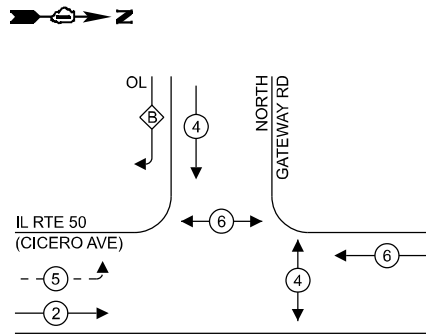 N
OL
B
4
NORTH
GATEWAY RD
6
IL RTE 50
(CICERO AVE)
6
5
4
2